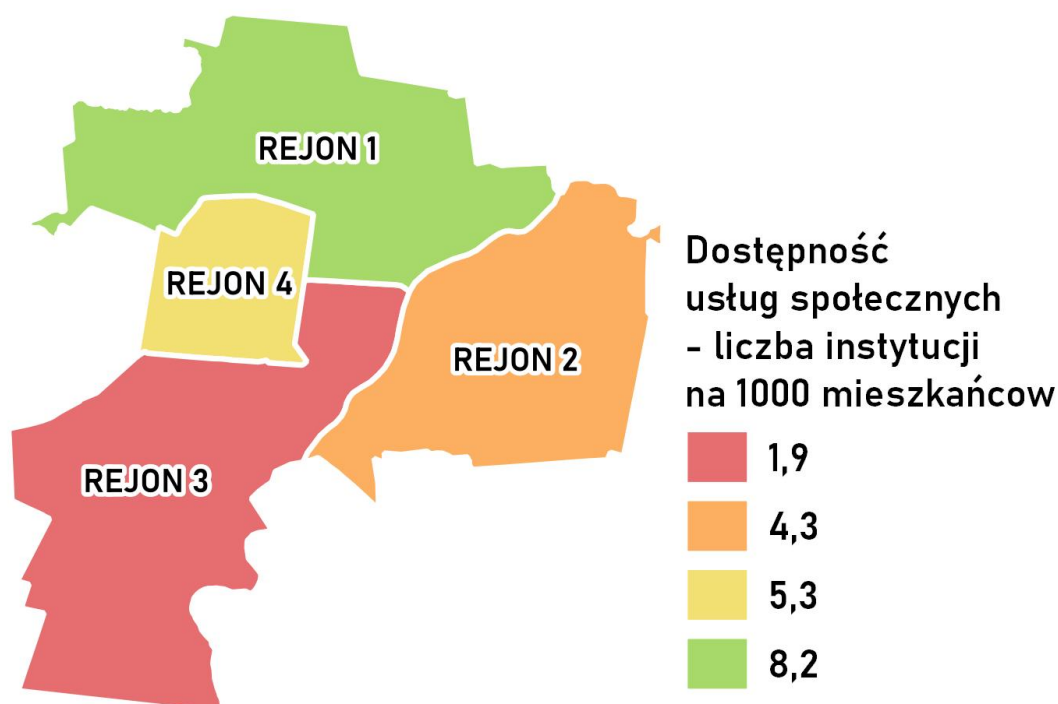 REJON 1
REJON 4
REJON 2
REJON 3
Dostępność
usług społecznych
- liczba instytucji
na 1000 mieszkańcow
1,9
4,3
5,3
8,2